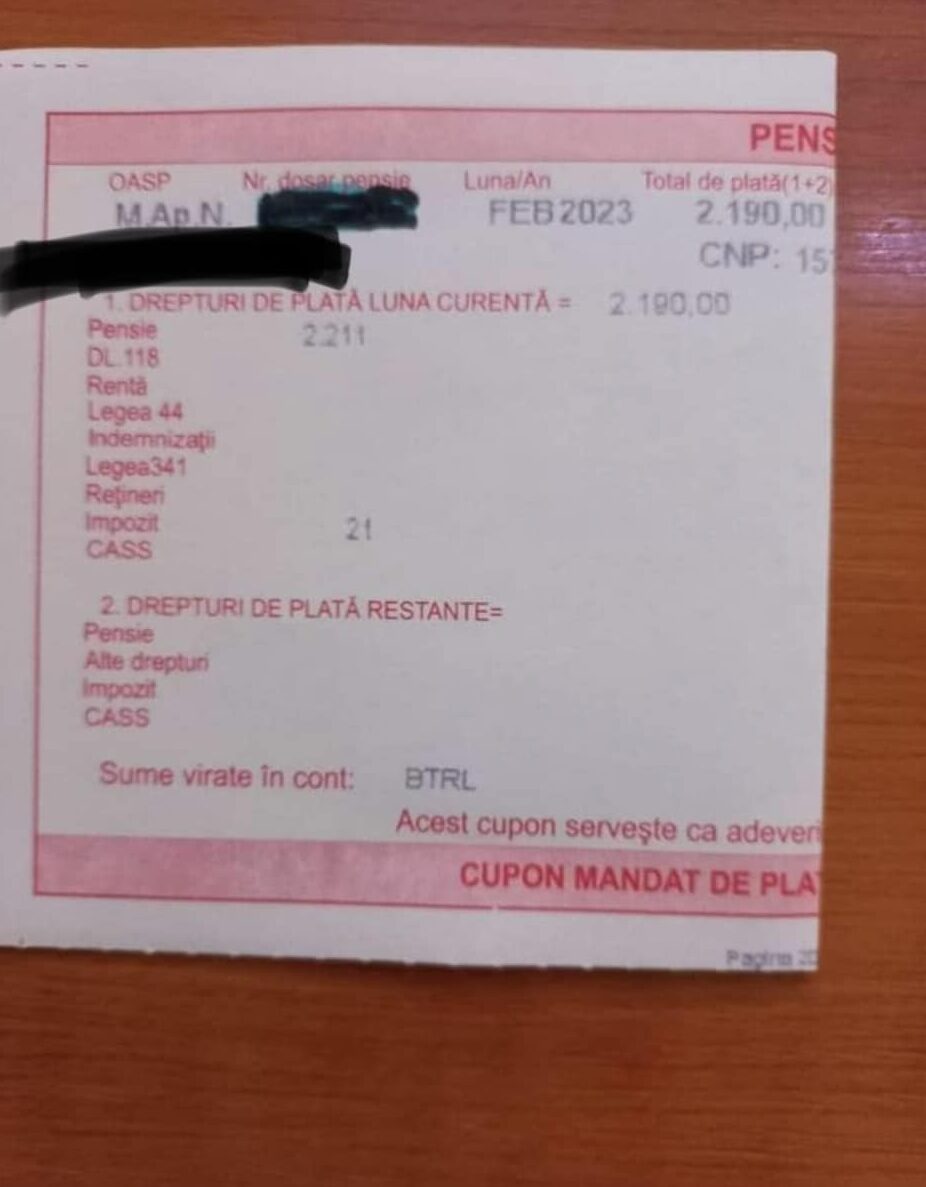 PENS
OASP Nr. dosar pensie Luna/An Total de plată(1+2)
M.Ap.N. FEB 2023 2.190,00
CNP: 15
1. DREPTURI DE PLATĂ LUNA CURENTĂ = 2.190,00
Pensie 2.211
DL.118
Rentă
Legea 44
Indemnizaţii
Legea341
Reţineri
Impozit 21
CASS
2. DREPTURI DE PLATĂ RESTANTE=
Pensie
Alte drepturi
Impozit
CASS
Sume virate în cont: BTRL
Acest cupon serveşte ca adeveri
CUPON MANDAT DE PLA
Pagina 20